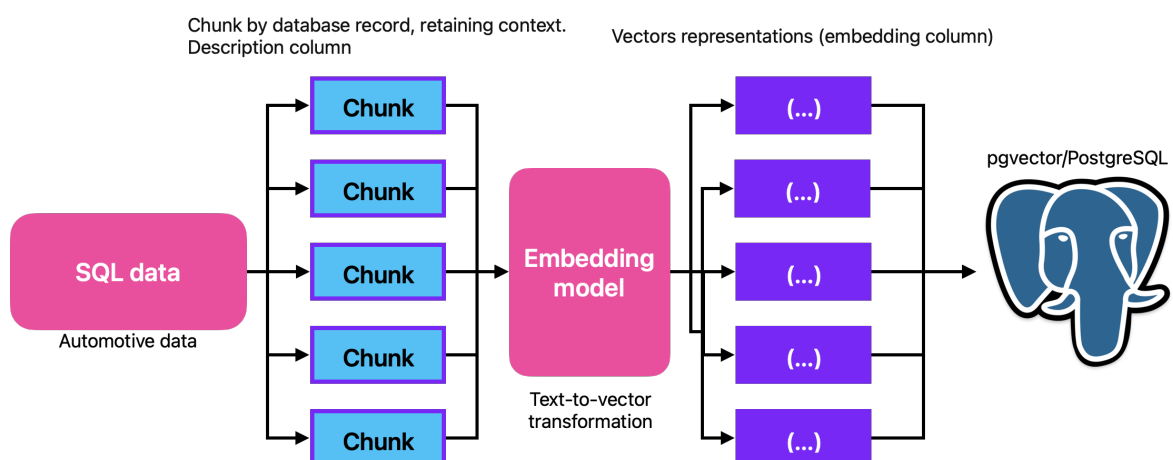 Chunk by database record, retaining context.
Description column
Vectors representations (embedding column)
Chunk
(...)
pgvector/PostgreSQL
Chunk
(...)
SQL data
Chunk
Embedding
model
(...)
Automotive data
Chunk
(...)
Text-to-vector
transformation
Chunk
(...)